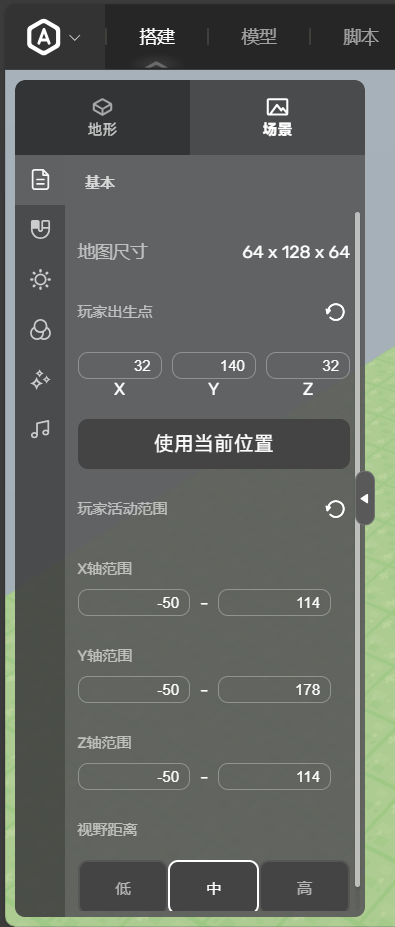 搭建 模型 脚本
地形 场景
基本
地图尺寸 64 x 128 x 64
玩家出生点
32 140 32
X Y Z
使用当前位置
玩家活动范围
X轴范围
-50 - 114
Y轴范围
-50 - 178
Z轴范围
-50 - 114
视野距离
低 中 高